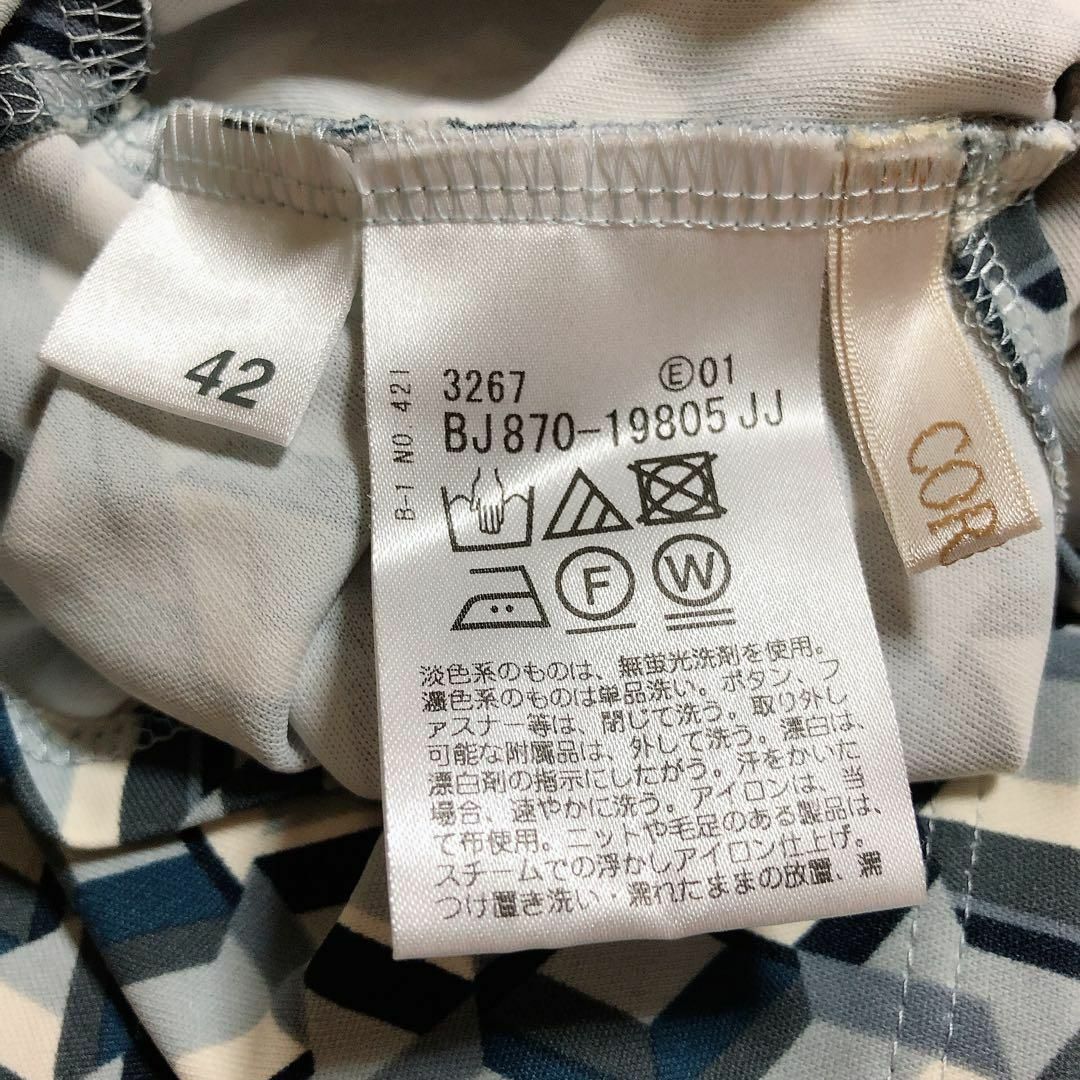 42
B-1 NO.421
3267 Ⓔ01
BJ870-19805JJ
F W
淡色系のものは、無蛍光洗剤を使用。
濃色系のものは単品洗い。ボタン、フ
ァスナー等は、閉じて洗う。取り外し
可能な附属品は、外して洗う。漂白は、
漂白剤の指示にしたがう。汗をかいた
場合、速やかに洗う。アイロンは、当
て布使用。ニットや毛足のある製品は、
スチームでの浮かしアイロン仕上げ。
つけ置き洗い・濡れたままの放置、濡
COR